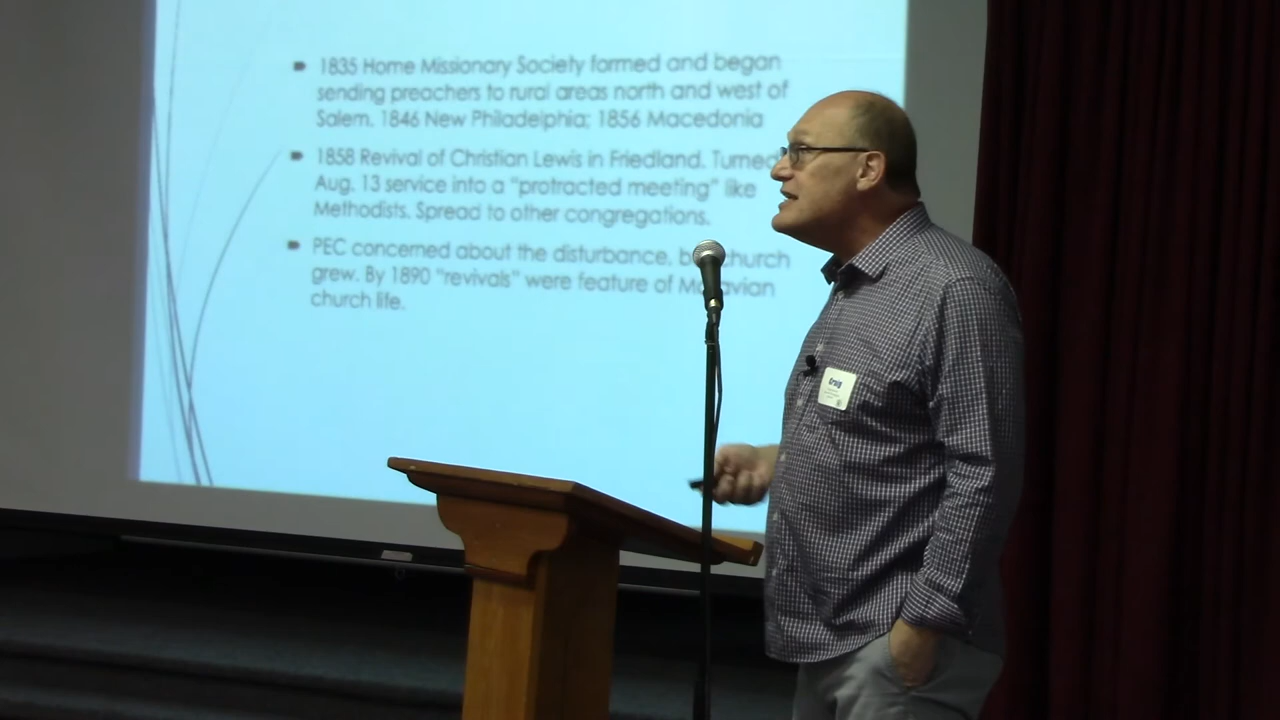 1835 Home Missionary Society formed and began
sending preachers to rural areas north and west of
Salem. 1846 New Philadelphia; 1856 Macedonia
1858 Revival of Christian Lewis in Friedland. Turned
Aug. 13 service into a "protracted meeting" like
Methodists. Spread to other congregations.
PEC concerned about the disturbance, church
grew. By 1890 "revivals" were feature of Moravian
church life.
Craig